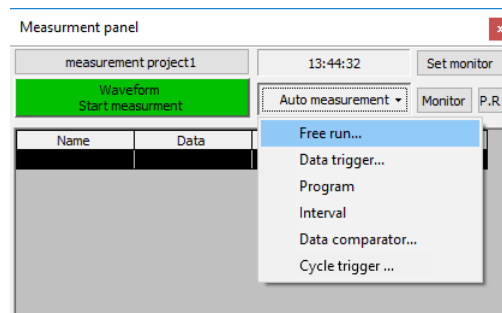 Measurment panel
x
measurement project1
13:44:32
Set monitor
Waveform
Start measurment
Auto measurement
Monitor
P.R
Name
Data
Free run...
Data trigger...
Program
Interval
Data comparator...
Cycle trigger ...